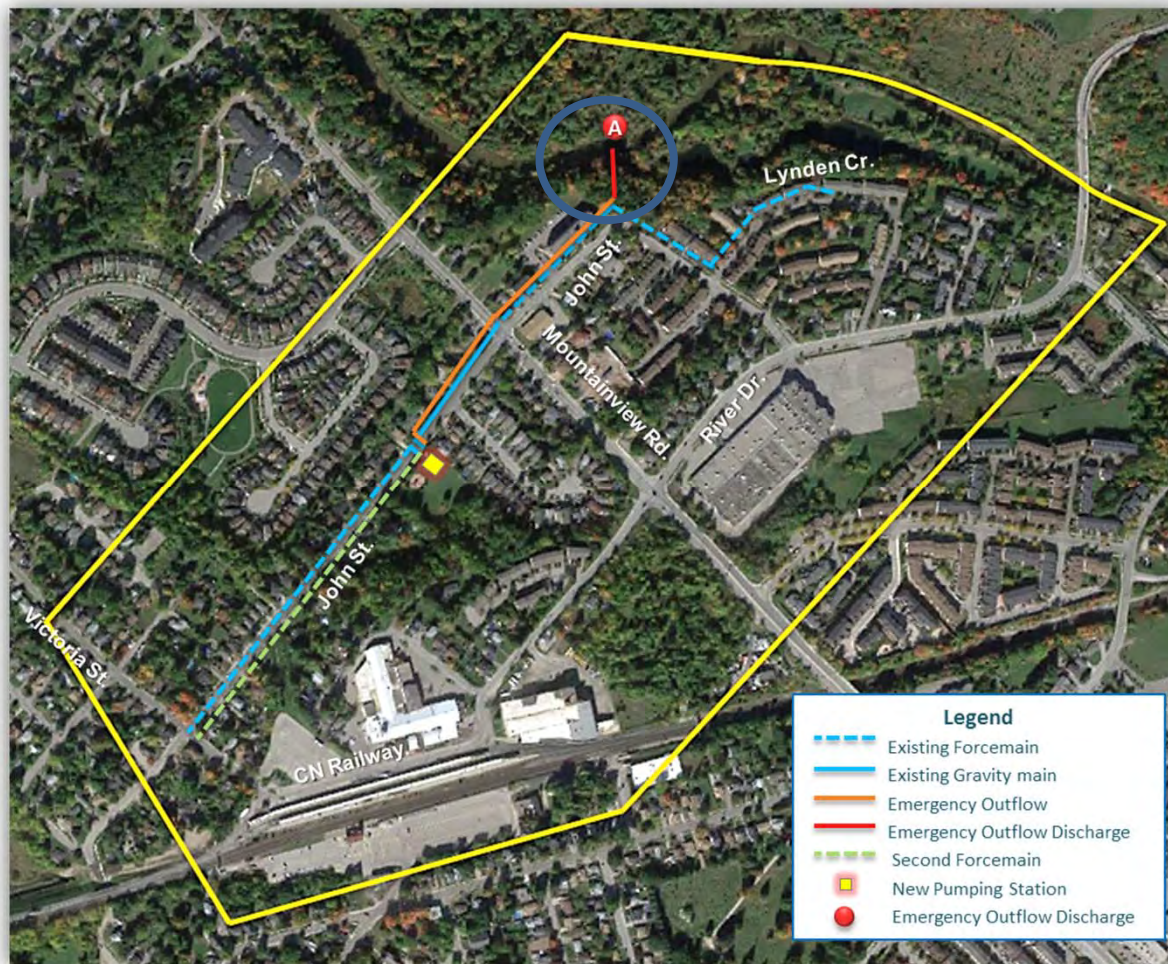 A
Lynden Cr.
John St.
Mountainview Rd.
River Dr.
John St.
Victoria St.
CN Railway
Legend
Existing Forcemain
Existing Gravity main
Emergency Outflow
Emergency Outflow Discharge
Second Forcemain
New Pumping Station
Emergency Outflow Discharge